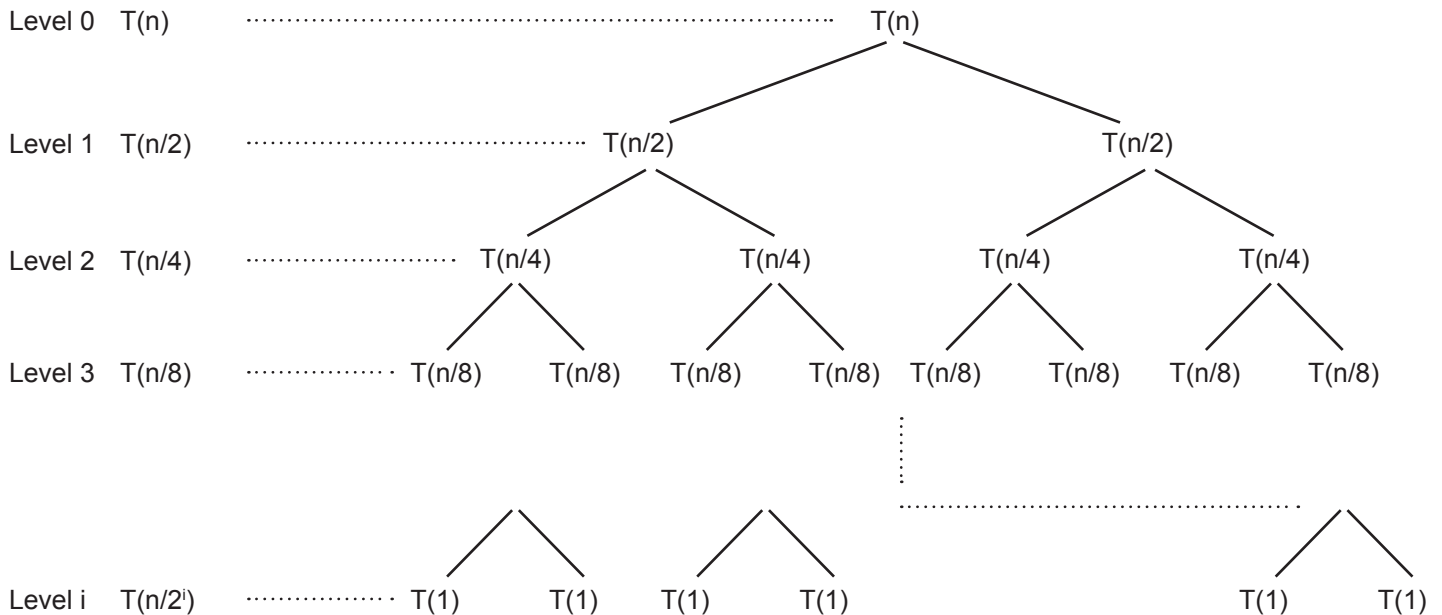 Level 0 T(n) T(n)
Level 1 T(n/2) T(n/2) T(n/2)
Level 2 T(n/4) T(n/4) T(n/4) T(n/4) T(n/4)
Level 3 T(n/8) T(n/8) T(n/8) T(n/8) T(n/8) T(n/8) T(n/8) T(n/8) T(n/8)
Level i T(n/2ⁱ) T(1) T(1) T(1) T(1) T(1) T(1)